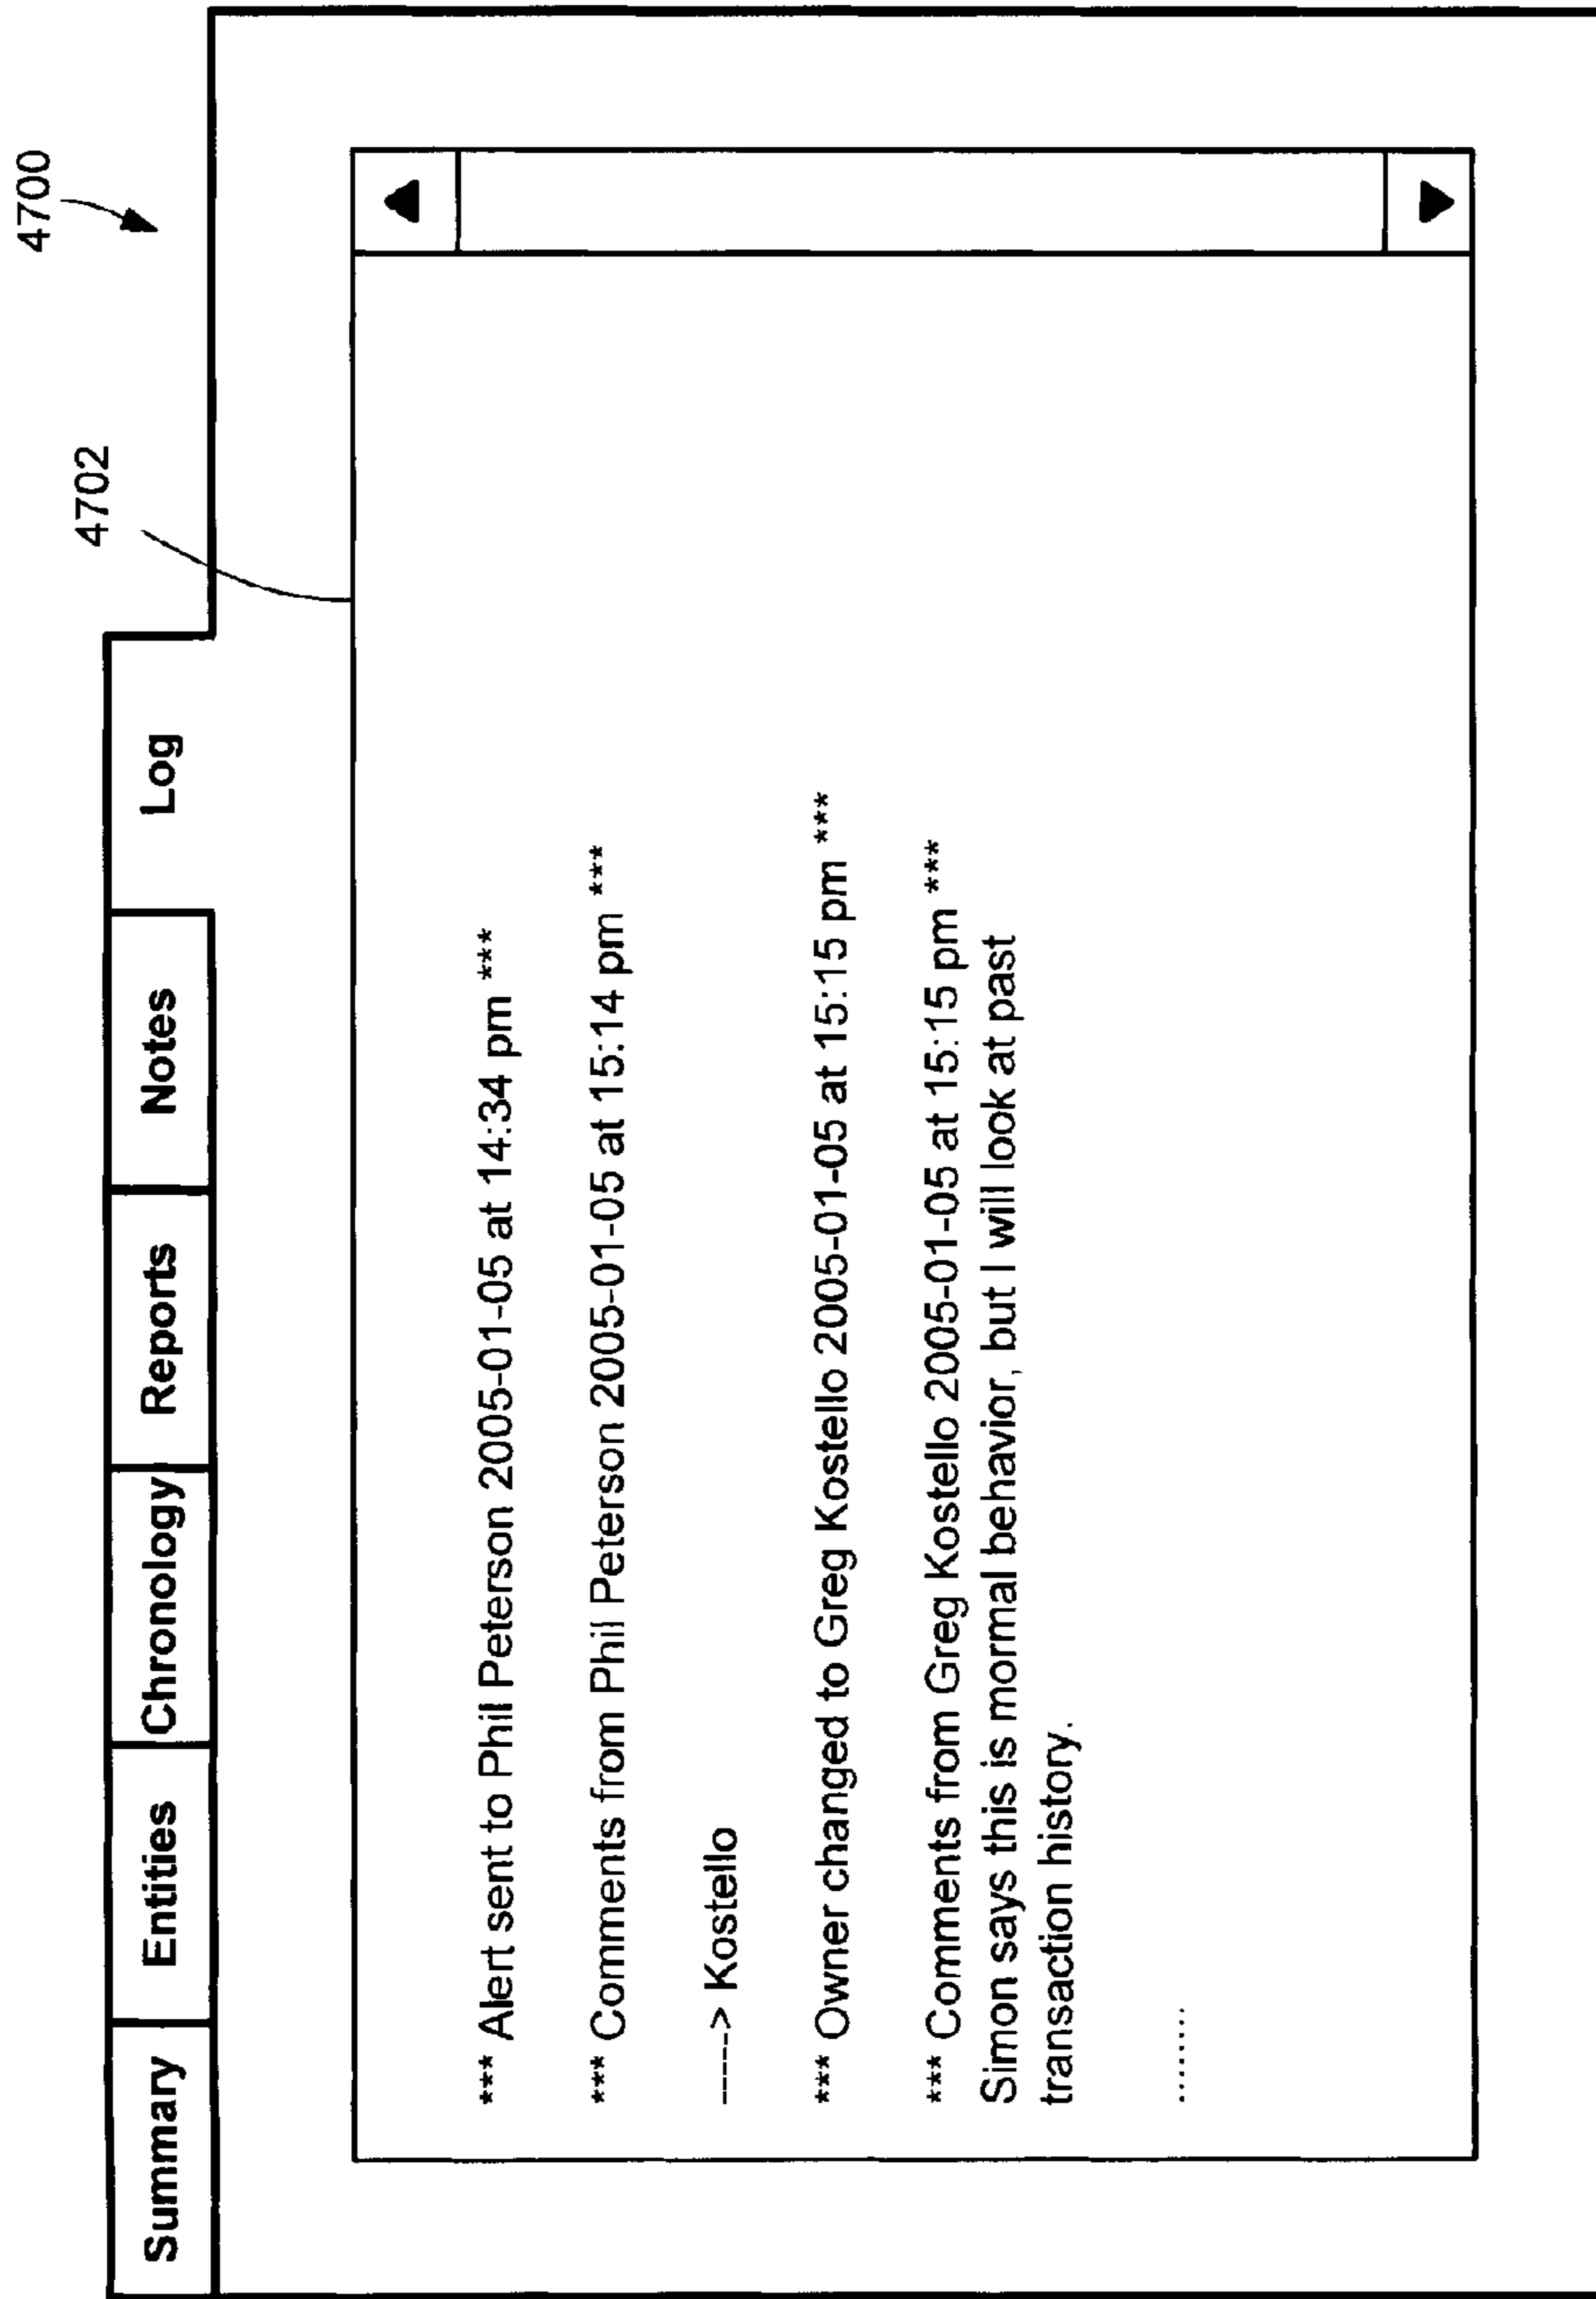 4700
4702
Summary Entities Chronology Reports Notes Log
*** Alert sent to Phil Peterson 2005-01-05 at 14:34 pm ***
*** Comments from Phil Peterson 2005-01-05 at 15:14 pm ***
-----> Kostello
*** Owner changed to Greg Kostello 2005-01-05 at 15:15 pm ***
*** Comments from Greg Kostello 2005-01-05 at 15:15 pm ***
Simon says this is mormal behavior, but I will look at past
transaction history.
........